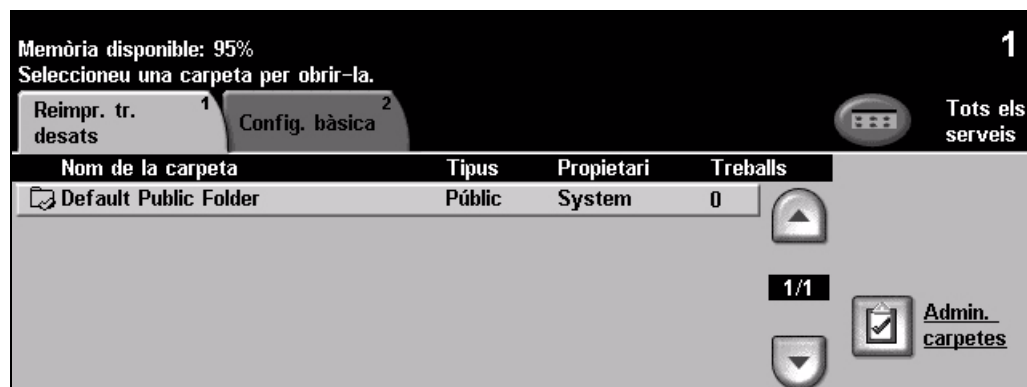 Memòria disponible: 95%
1
Seleccioneu una carpeta per obrir-la.
Reimpr. tr.
desats
1
Config. bàsica
2
Tots els
serveis
Nom de la carpeta Tipus Propietari Treballs
Default Public Folder Públic System 0
1/1
Admin.
carpetes